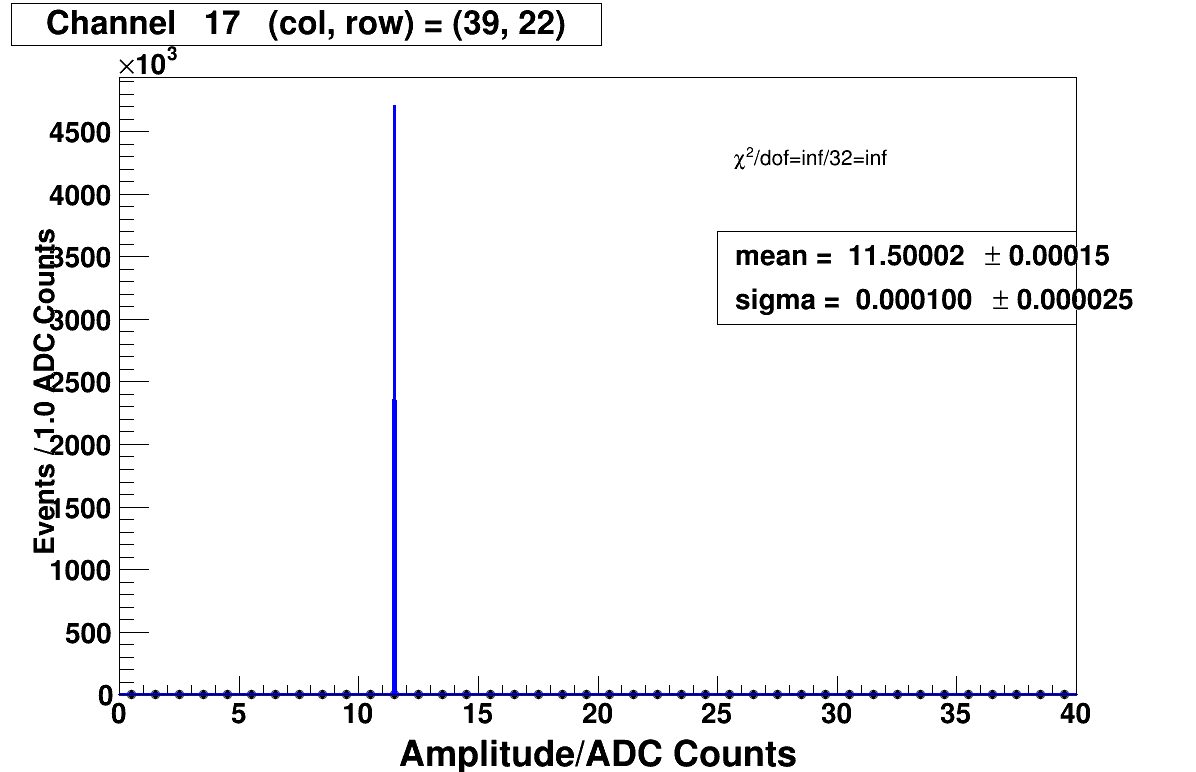 Channel 17 (col, row) = (39, 22)
×10³
4500
4000
3500
3000
2500
2000
1500
1000
500
0
Events / 1.0 ADC Counts
χ²/dof=inf/32=inf
mean = 11.50002 ± 0.00015
sigma = 0.000100 ± 0.000025
0 5 10 15 20 25 30 35 40
Amplitude/ADC Counts